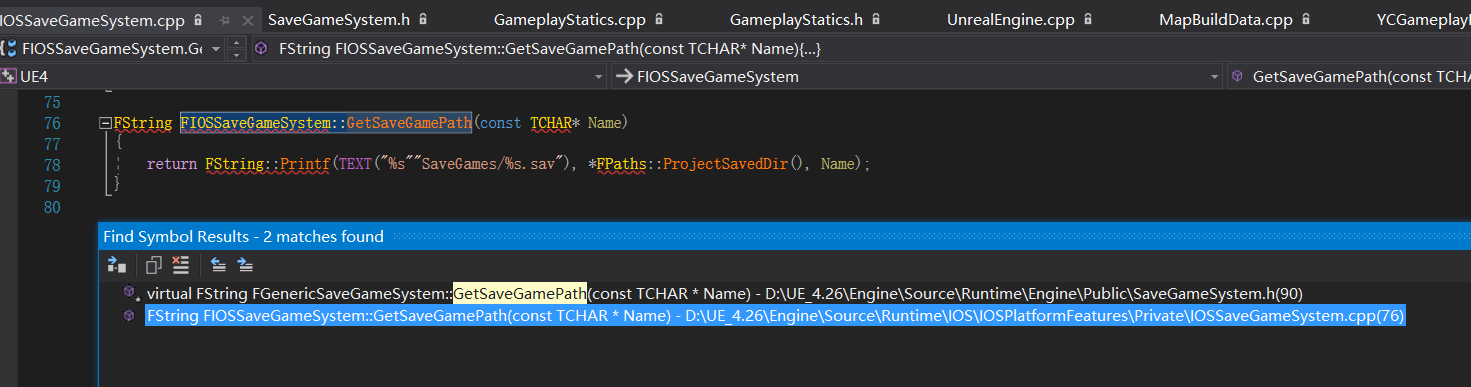 IOSSaveGameSystem.cpp SaveGameSystem.h GameplayStatics.cpp GameplayStatics.h UnrealEngine.cpp MapBuildData.cpp YCGameplayI
FIOSSaveGameSystem.Ge FString FIOSSaveGameSystem::GetSaveGamePath(const TCHAR* Name){...}
UE4 FIOSSaveGameSystem GetSaveGamePath(const TCHA
75
76 FString FIOSSaveGameSystem::GetSaveGamePath(const TCHAR* Name)
77 {
78 return FString::Printf(TEXT("%s""SaveGames/%s.sav"), *FPaths::ProjectSavedDir(), Name);
79 }
80
Find Symbol Results - 2 matches found
virtual FString FGenericSaveGameSystem::GetSaveGamePath(const TCHAR * Name) - D:\UE_4.26\Engine\Source\Runtime\Engine\Public\SaveGameSystem.h(90)
FString FIOSSaveGameSystem::GetSaveGamePath(const TCHAR * Name) - D:\UE_4.26\Engine\Source\Runtime\IOS\IOSPlatformFeatures\Private\IOSSaveGameSystem.cpp(76)